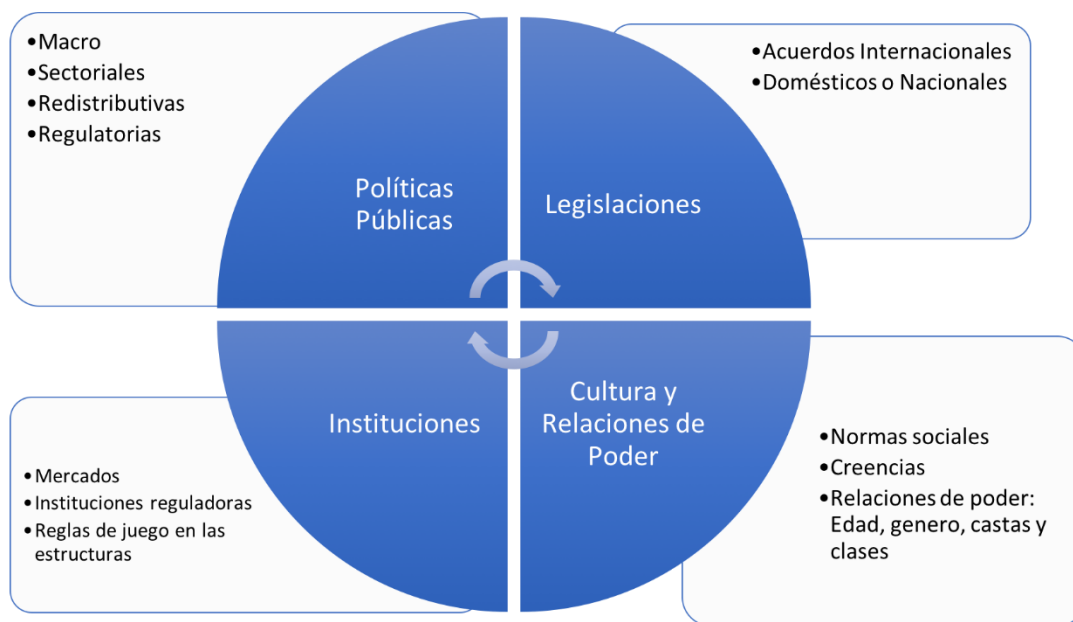 •Macro
•Sectoriales
•Redistributivas
•Regulatorias
Políticas
Públicas
Legislaciones
•Acuerdos Internacionales
•Domésticos o Nacionales
Instituciones
•Mercados
•Instituciones reguladoras
•Reglas de juego en las
estructuras
Cultura y
Relaciones de
Poder
•Normas sociales
•Creencias
•Relaciones de poder:
Edad, genero, castas y
clases